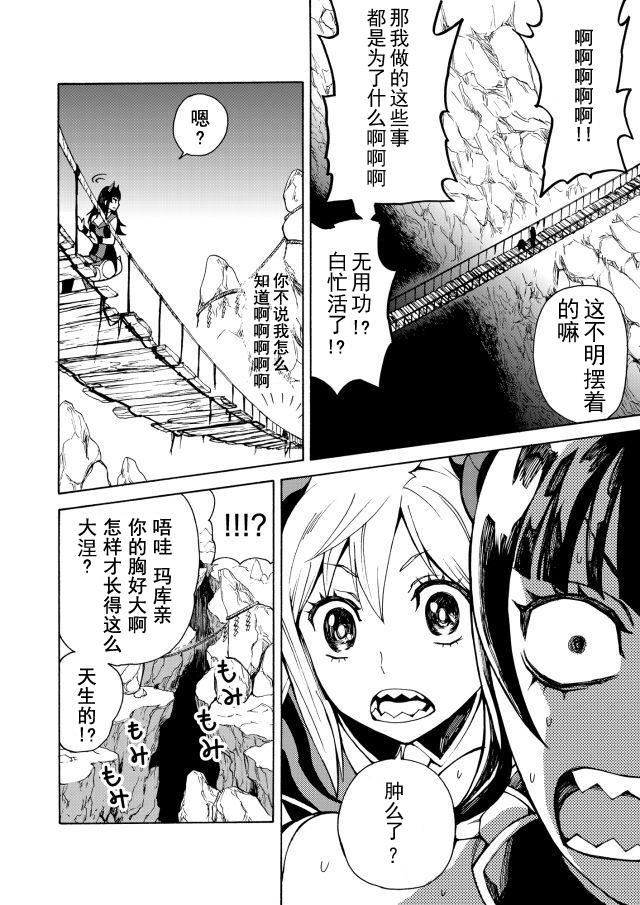 啊啊啊啊啊!!
那我做的这些事
都是为了什么啊啊啊
这不明摆着
的嘛
无用功!?
白忙活了!?
嗯?
你不说我怎么
知道啊啊啊啊啊
肿么了?
!!!?
唔哇 玛库亲
你的胸好大啊
怎样才长得这么
大涅?
天生的!?
もみ
もみ
もみ
もみ